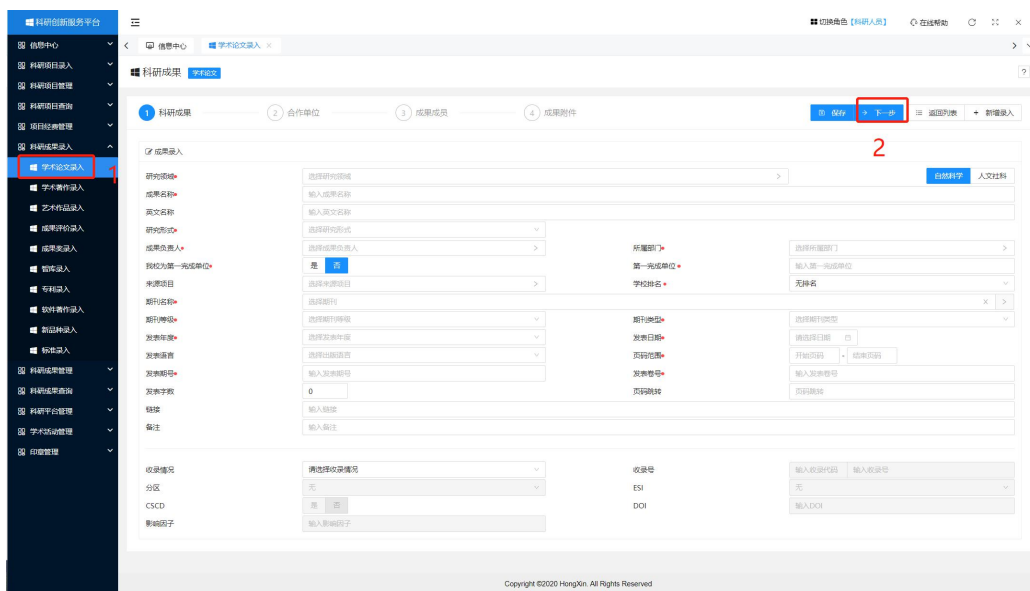 科研创新服务平台
切换角色【科研人员】 在线帮助
信息中心
科研项目录入
科研项目管理
科研项目查询
项目经费管理
科研成果录入
学术论文录入
学术著作录入
艺术作品录入
成果评价录入
成果奖录入
智库录入
专利录入
软件著作录入
新品种录入
标准录入
科研成果管理
科研成果查询
科研平台管理
学术活动管理
印章管理
1
信息中心 学术论文录入 ×
科研成果 学术论文 ?
1 科研成果 2 合作单位 3 成果成员 4 成果附件
保存 下一步 返回列表 + 新增录入
2
成果录入
研究领域* 选择研究领域 自然科学 人文社科
成果名称* 输入成果名称
英文名称 输入英文名称
研究形式* 选择研究形式
成果负责人* 选择成果负责人 所属部门* 选择所属部门
我校为第一完成单位* 是 否 第一完成单位* 输入第一完成单位
来源项目 选择来源项目 学校排名* 无排名
期刊名称* 选择期刊
期刊等级* 选择期刊等级 期刊类型* 选择期刊类型
发表年度* 选择发表年度 发表日期* 请选择日期
发表语言 选择出版语言 页码范围* 开始页码 - 结束页码
发表期号* 输入发表期号 发表卷号* 输入发表卷号
发表字数 0 页码跳转 页码跳转
链接 输入链接
备注 输入备注
收录情况 请选择收录情况 收录号 输入收录代码 输入收录号
分区 无 ESI 无
CSCD 是 否 DOI 输入DOI
影响因子 输入影响因子
Copyright ©2020 HongXin. All Rights Reserved